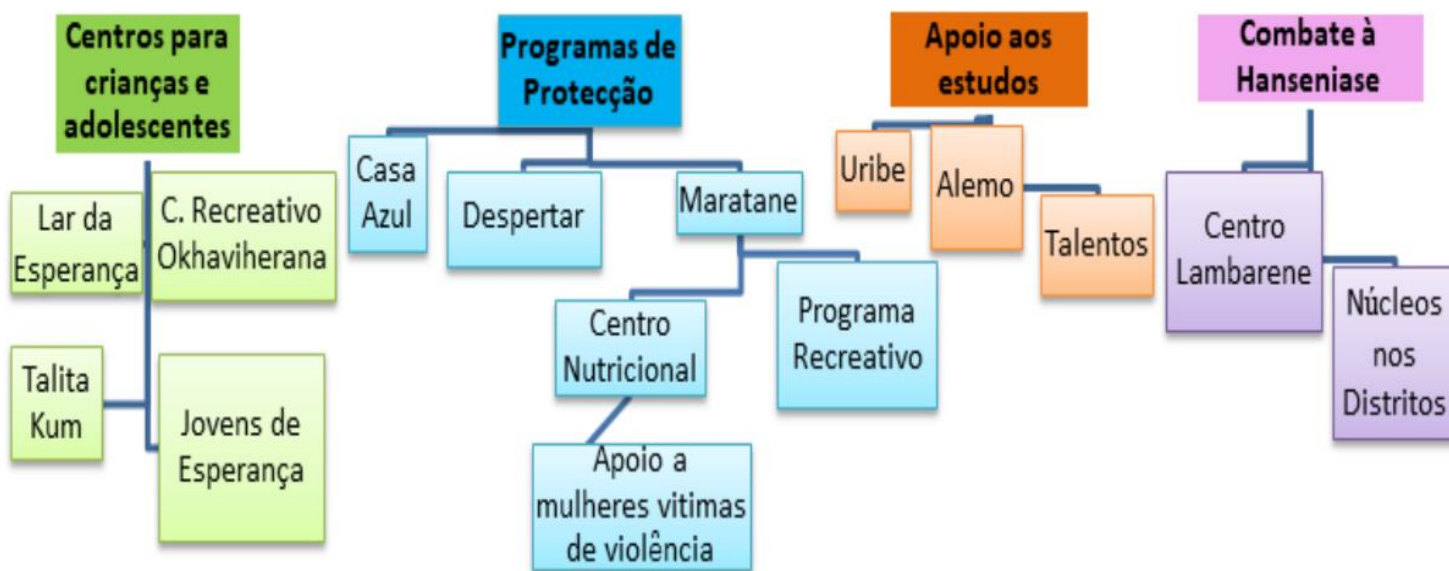 Centros para
crianças e
adolescentes
Lar da
Esperança
C. Recreativo
Okhaviherana
Talita
Kum
Jovens de
Esperança
Programas de
Protecção
Casa
Azul
Despertar
Maratane
Centro
Nutricional
Programa
Recreativo
Apoio a
mulheres vitimas
de violência
Apoio aos
estudos
Uribe
Alemo
Talentos
Combate à
Hanseniase
Centro
Lambarene
Núcleos
nos
Distritos